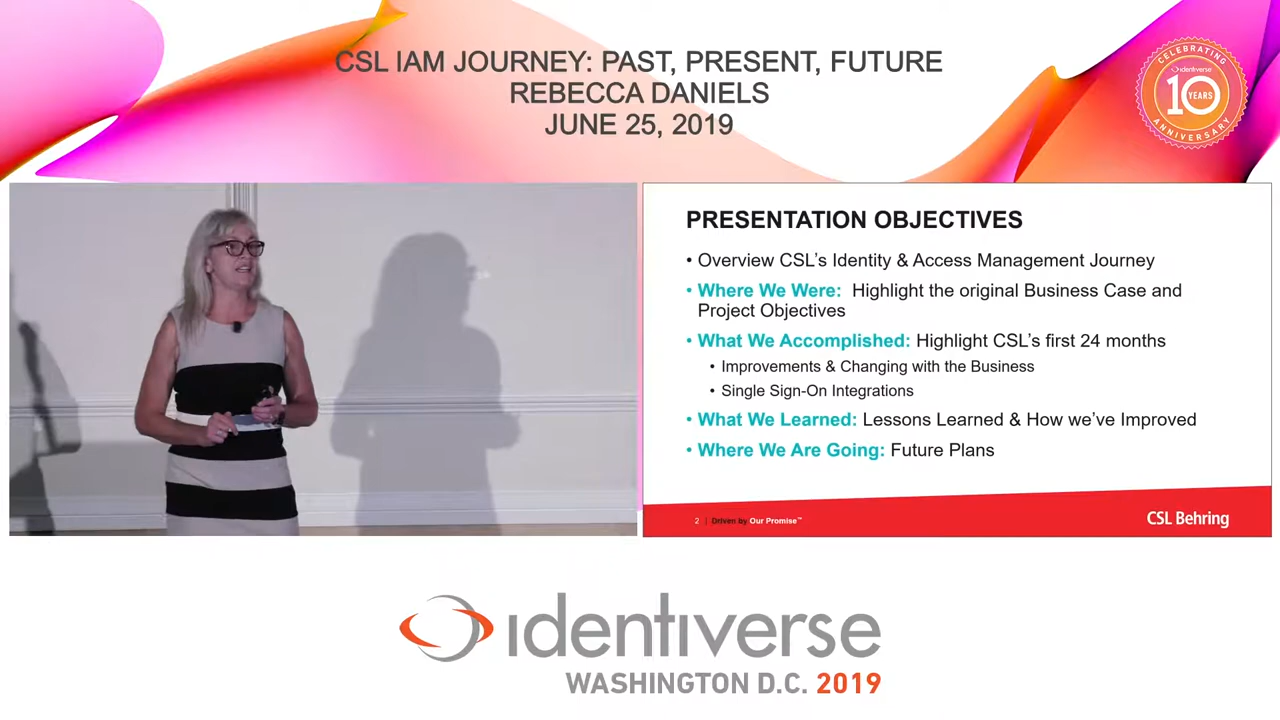 CSL IAM JOURNEY: PAST, PRESENT, FUTURE
REBECCA DANIELS
JUNE 25, 2019
CELEBRATING
identiverse
10 YEARS
ANNIVERSARY
PRESENTATION OBJECTIVES
• Overview CSL's Identity & Access Management Journey
• Where We Were: Highlight the original Business Case and
Project Objectives
• What We Accomplished: Highlight CSL's first 24 months
• Improvements & Changing with the Business
• Single Sign-On Integrations
• What We Learned: Lessons Learned & How we've Improved
• Where We Are Going: Future Plans
2 | Driven by Our Promise™
CSL Behring
identiverse
WASHINGTON D.C. 2019